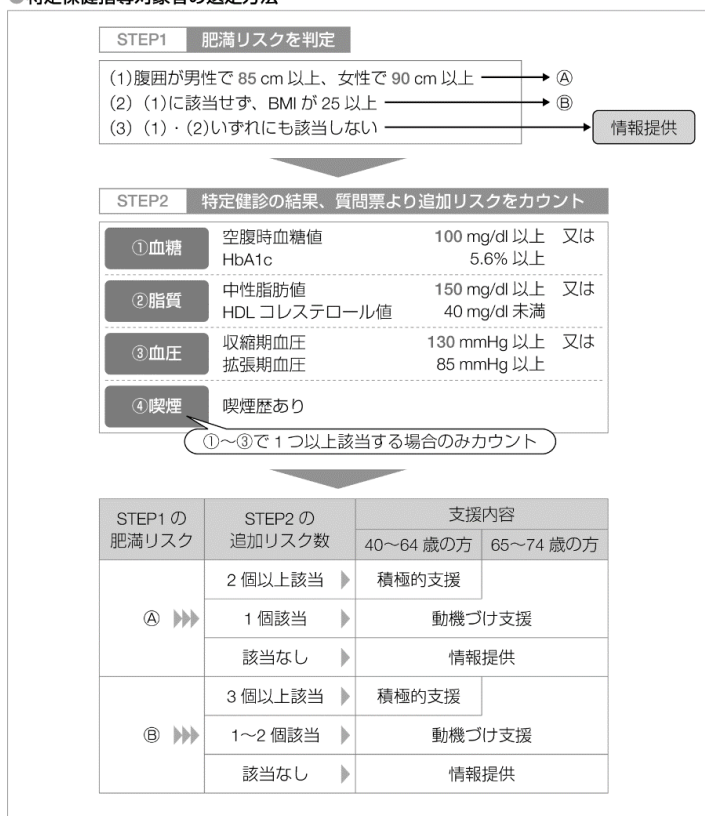 ●特定保健指導対象者の選定方法
STEP1 肥満リスクを判定
(1)腹囲が男性で 85 cm 以上、女性で 90 cm 以上 Ⓐ
(2) (1)に該当せず、BMI が 25 以上 Ⓑ
(3) (1)・(2)いずれにも該当しない 情報提供
STEP2 特定健診の結果、質問票より追加リスクをカウント
①血糖 空腹時血糖値 100 mg/dl 以上 又は
HbA1c 5.6% 以上
②脂質 中性脂肪値 150 mg/dl 以上 又は
HDL コレステロール値 40 mg/dl 未満
③血圧 収縮期血圧 130 mmHg 以上 又は
拡張期血圧 85 mmHg 以上
④喫煙 喫煙歴あり
①〜③で 1 つ以上該当する場合のみカウント
STEP1 の肥満リスク STEP2 の追加リスク数 支援内容
40〜64 歳の方 65〜74 歳の方
2 個以上該当 積極的支援
Ⓐ 1 個該当 動機づけ支援
該当なし 情報提供
3 個以上該当 積極的支援
Ⓑ 1〜2 個該当 動機づけ支援
該当なし 情報提供